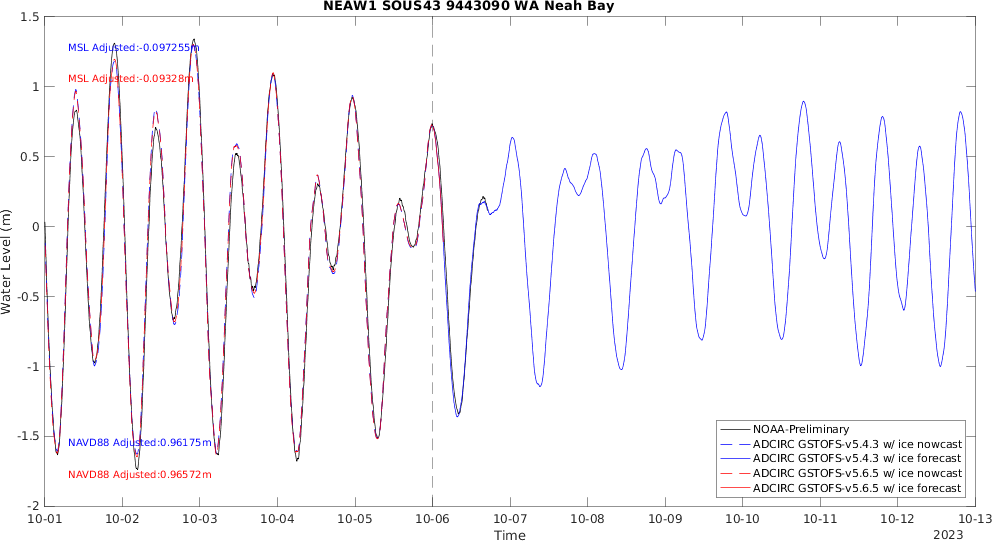 NEAW1 SOUS43 9443090 WA Neah Bay
Water Level (m)
1.5
1
0.5
0
-0.5
-1
-1.5
-2
MSL Adjusted:-0.097255m
MSL Adjusted:-0.09328m
NAVD88 Adjusted:0.96175m
NAVD88 Adjusted:0.96572m
NOAA-Preliminary
ADCIRC GSTOFS-v5.4.3 w/ ice nowcast
ADCIRC GSTOFS-v5.4.3 w/ ice forecast
ADCIRC GSTOFS-v5.6.5 w/ ice nowcast
ADCIRC GSTOFS-v5.6.5 w/ ice forecast
10-01 10-02 10-03 10-04 10-05 10-06 10-07 10-08 10-09 10-10 10-11 10-12 10-13
Time
2023